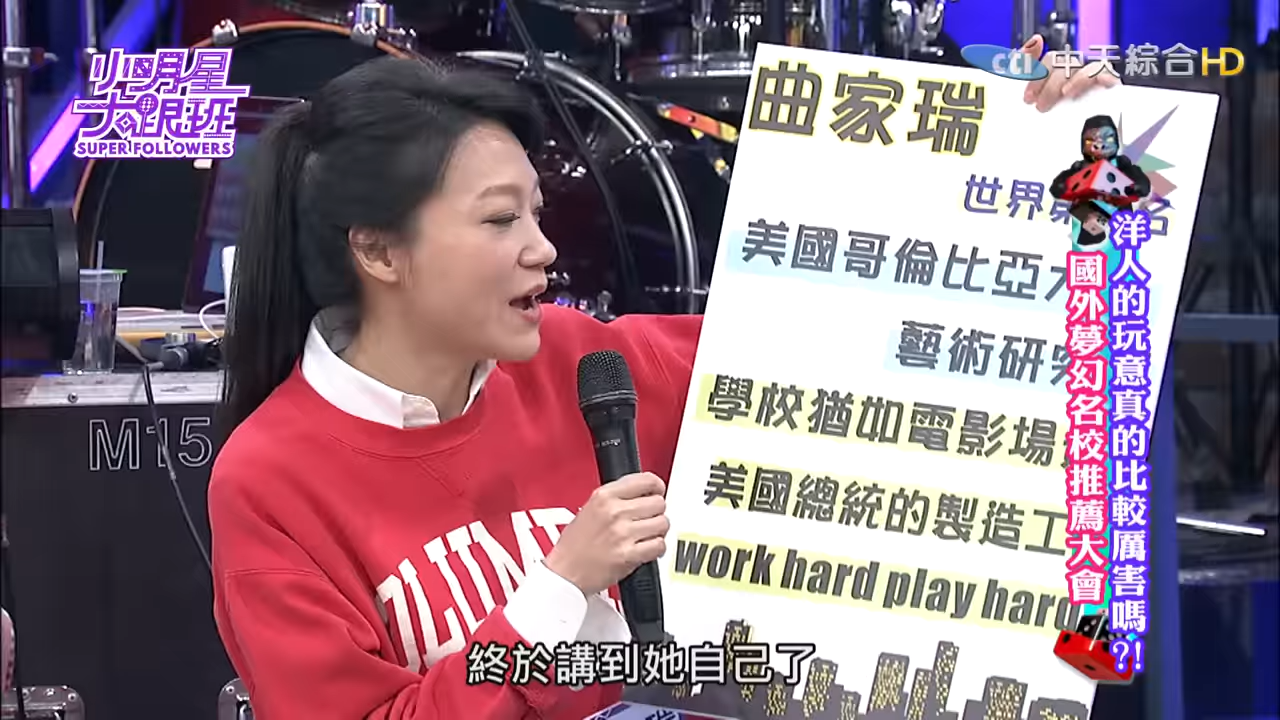 小明星
大跟班
SUPER FOLLOWERS
cti 中天綜合HD
曲家瑞
世界
美國哥倫比亞大
藝術研究
學校猶如電影場
美國總統的製造工
work hard play hard
洋人的玩意真的比較厲害嗎?!
國外夢幻名校推薦大會
M15
OLUMB
終於講到她自己了